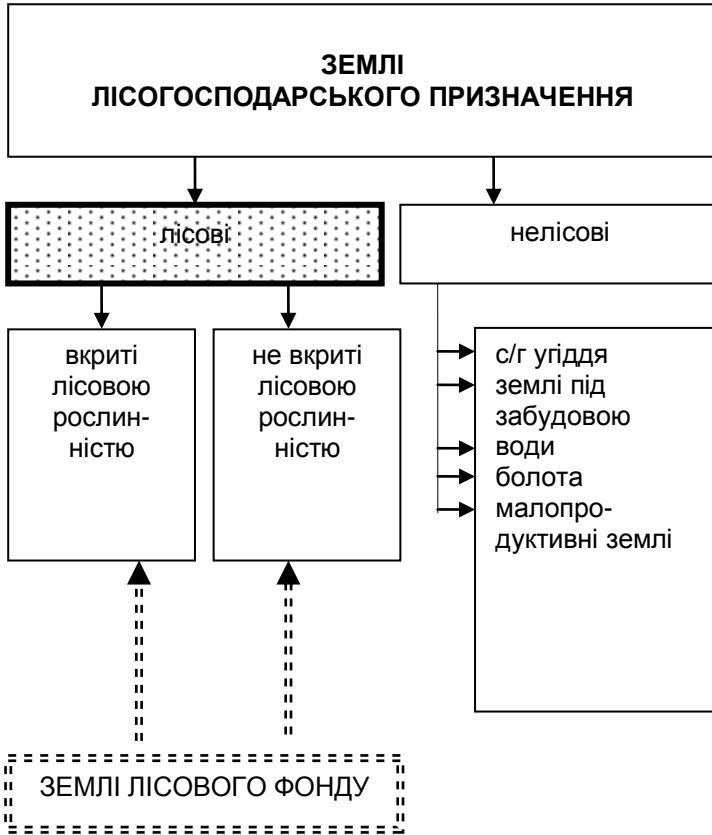 ЗЕМЛІ
ЛІСОГОСПОДАРСЬКОГО ПРИЗНАЧЕННЯ
лісові
нелісові
вкриті
лісовою
рослин-
ністю
не вкриті
лісовою
рослин-
ністю
с/г угіддя
землі під
забудовою
води
болота
малопро-
дуктивні землі
ЗЕМЛІ ЛІСОВОГО ФОНДУ